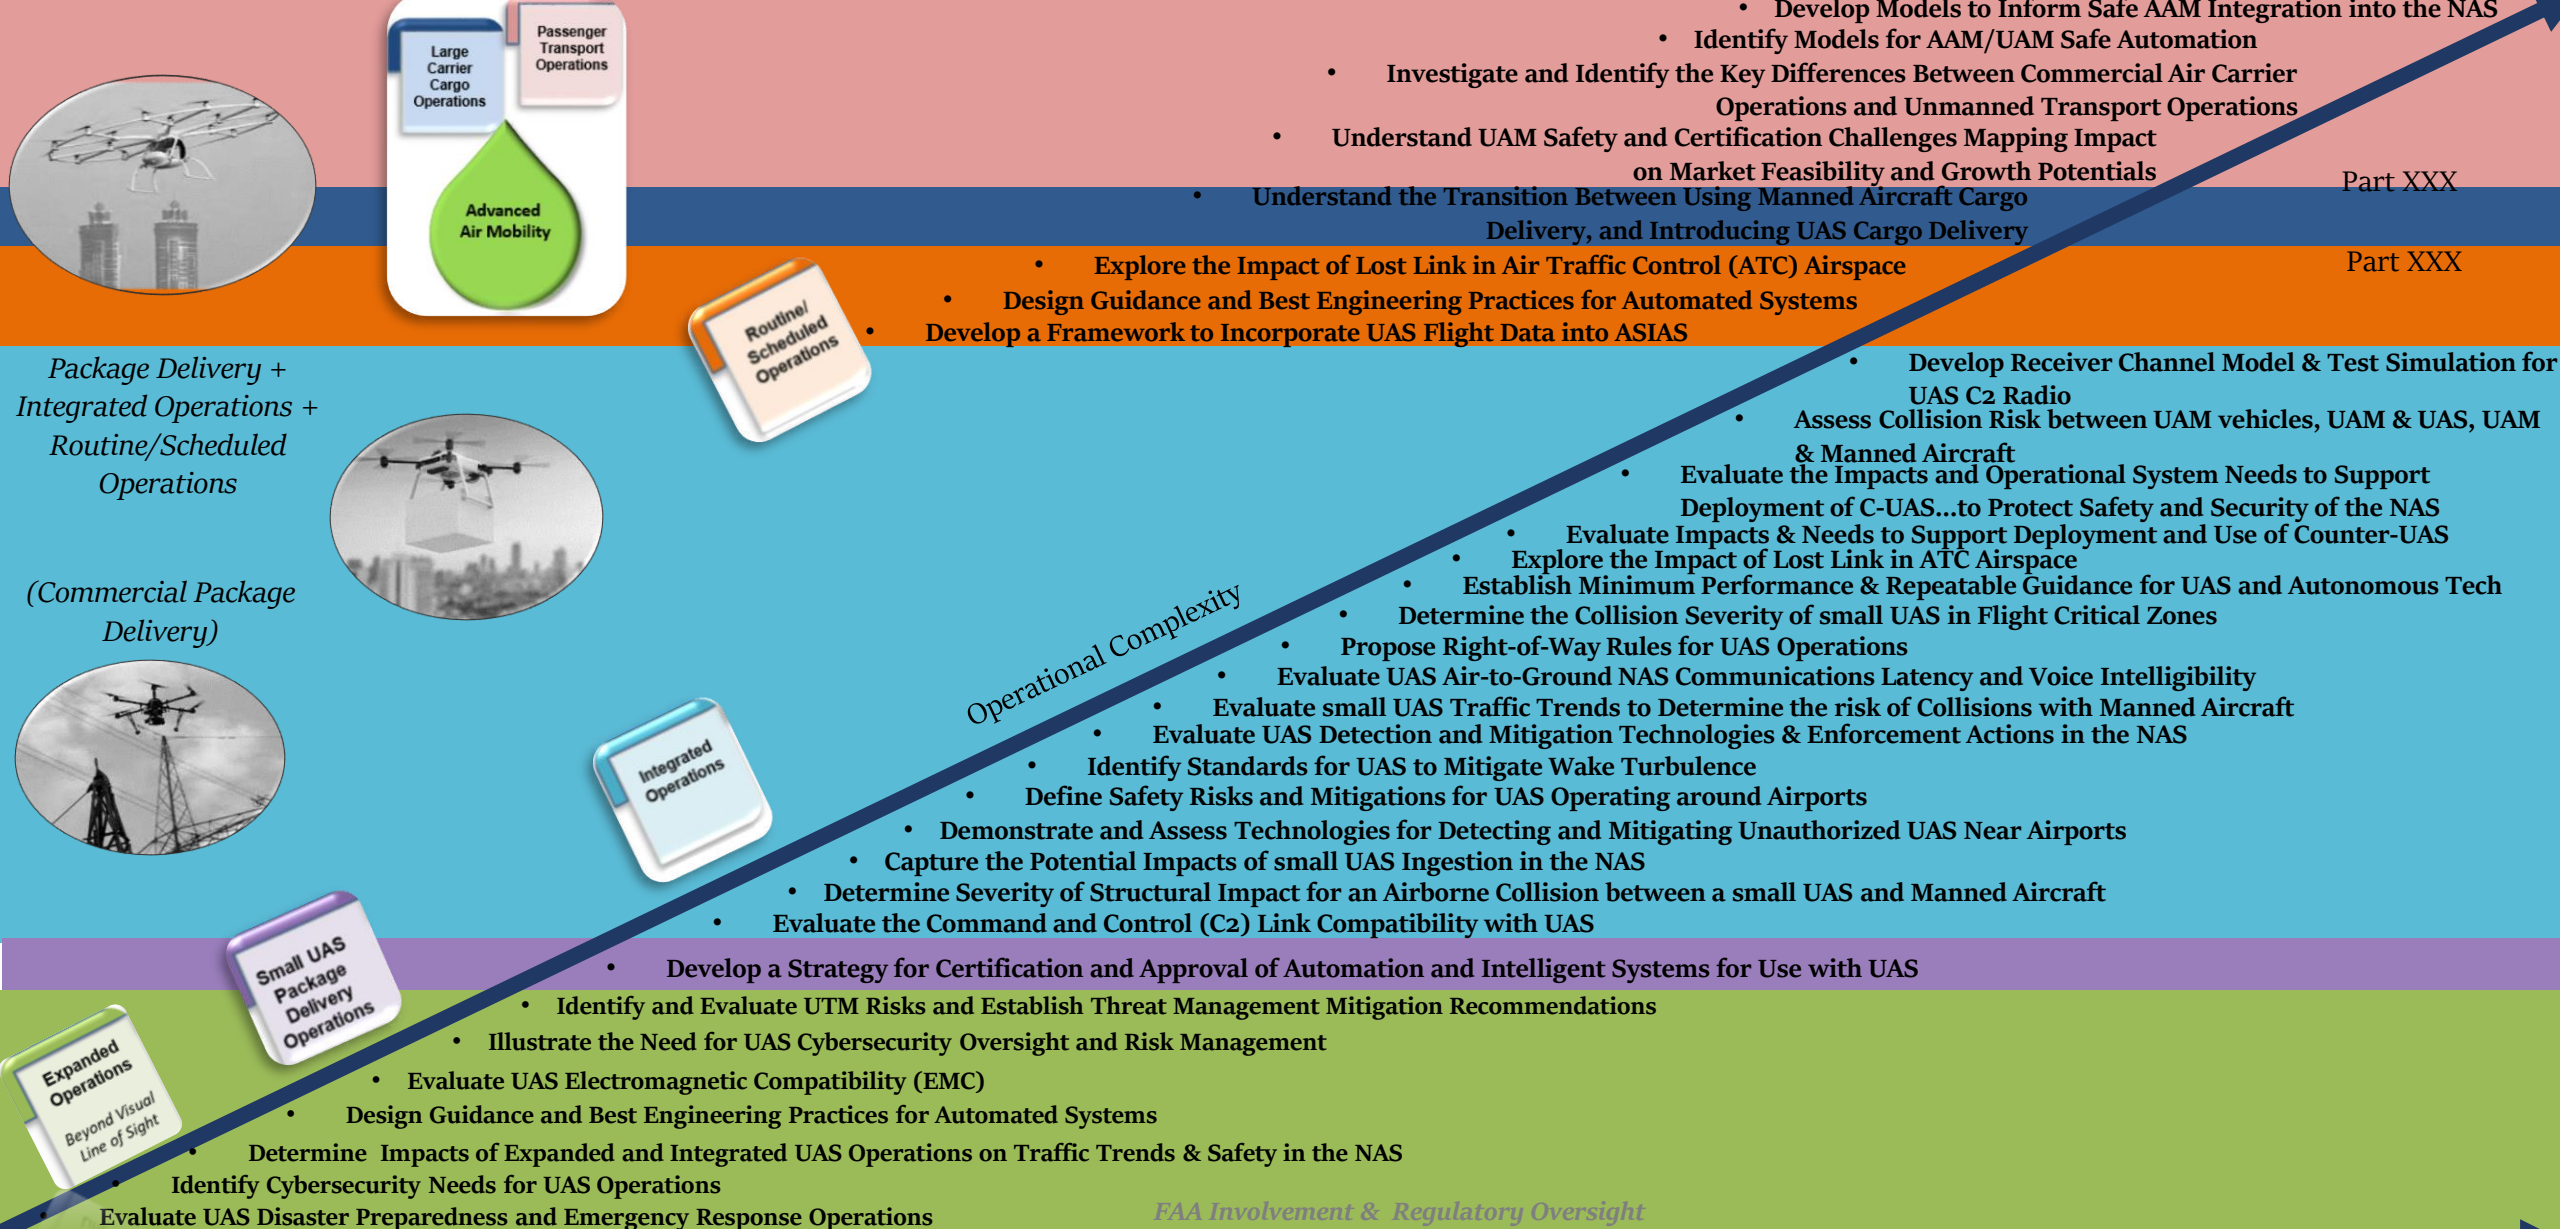 Develop Models to Inform Safe AAM Integration into the NAS
Identify Models for AAM/UAM Safe Automation
Investigate and Identify the Key Differences Between Commercial Air Carrier
Operations and Unmanned Transport Operations
Understand UAM Safety and Certification Challenges Mapping Impact
on Market Feasibility and Growth Potentials
Understand the Transition Between Using Manned Aircraft Cargo
Delivery, and Introducing UAS Cargo Delivery
Large
Carrier
Cargo
Operations
Passenger
Transport
Operations
Advanced
Air Mobility
Part XXX
Part XXX
Explore the Impact of Lost Link in Air Traffic Control (ATC) Airspace
Design Guidance and Best Engineering Practices for Automated Systems
Develop a Framework to Incorporate UAS Flight Data into ASIAS
Routine/
Scheduled
Operations
Package Delivery +
Integrated Operations +
Routine/Scheduled
Operations
(Commercial Package
Delivery)
Develop Receiver Channel Model & Test Simulation for
UAS C2 Radio
Assess Collision Risk between UAM vehicles, UAM & UAS, UAM
& Manned Aircraft
Evaluate the Impacts and Operational System Needs to Support
Deployment of C-UAS...to Protect Safety and Security of the NAS
Evaluate Impacts & Needs to Support Deployment and Use of Counter-UAS
Explore the Impact of Lost Link in ATC Airspace
Establish Minimum Performance & Repeatable Guidance for UAS and Autonomous Tech
Determine the Collision Severity of small UAS in Flight Critical Zones
Propose Right-of-Way Rules for UAS Operations
Evaluate UAS Air-to-Ground NAS Communications Latency and Voice Intelligibility
Evaluate small UAS Traffic Trends to Determine the risk of Collisions with Manned Aircraft
Evaluate UAS Detection and Mitigation Technologies & Enforcement Actions in the NAS
Identify Standards for UAS to Mitigate Wake Turbulence
Define Safety Risks and Mitigations for UAS Operating around Airports
Demonstrate and Assess Technologies for Detecting and Mitigating Unauthorized UAS Near Airports
Capture the Potential Impacts of small UAS Ingestion in the NAS
Determine Severity of Structural Impact for an Airborne Collision between a small UAS and Manned Aircraft
Evaluate the Command and Control (C2) Link Compatibility with UAS
Operational Complexity
Integrated
Operations
Small UAS
Package
Delivery
Operations
Develop a Strategy for Certification and Approval of Automation and Intelligent Systems for Use with UAS
Identify and Evaluate UTM Risks and Establish Threat Management Mitigation Recommendations
Illustrate the Need for UAS Cybersecurity Oversight and Risk Management
Evaluate UAS Electromagnetic Compatibility (EMC)
Design Guidance and Best Engineering Practices for Automated Systems
Determine Impacts of Expanded and Integrated UAS Operations on Traffic Trends & Safety in the NAS
Identify Cybersecurity Needs for UAS Operations
Evaluate UAS Disaster Preparedness and Emergency Response Operations
Expanded
Operations
Beyond Visual
Line of Sight
FAA Involvement & Regulatory Oversight